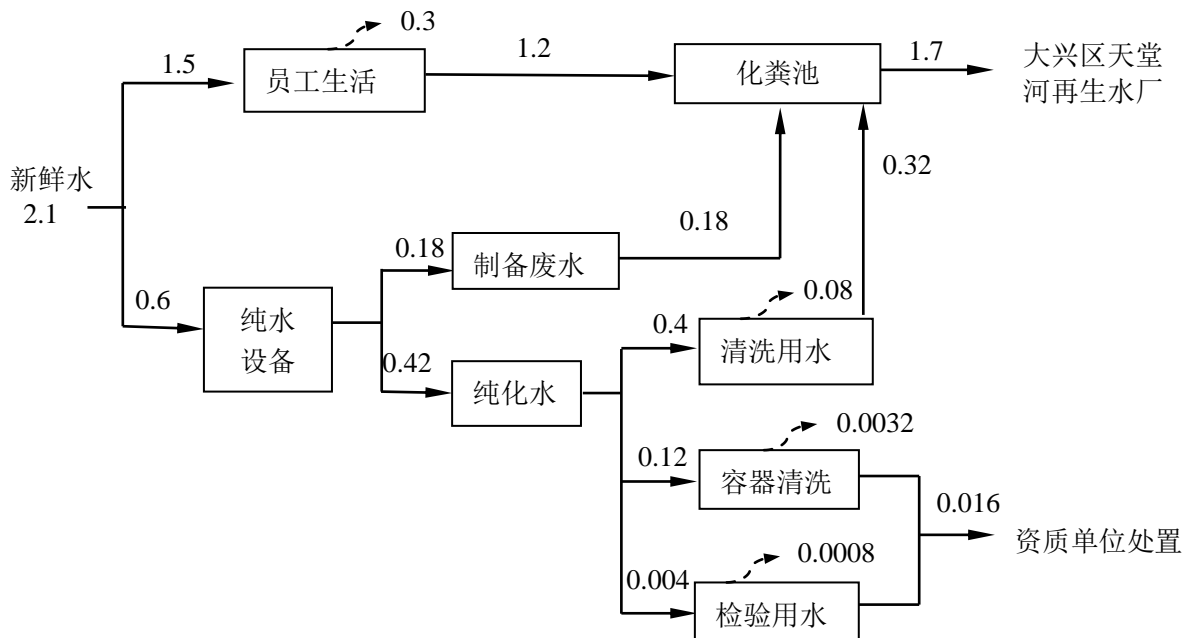 0.3
1.5
员工生活
1.2
化粪池
1.7
大兴区天堂
河再生水厂
新鲜水
2.1
0.32
0.18
制备废水
0.18
0.6
纯水
设备
0.08
0.4
清洗用水
0.42
纯化水
0.0032
0.12
容器清洗
0.016
资质单位处置
0.0008
0.004
检验用水